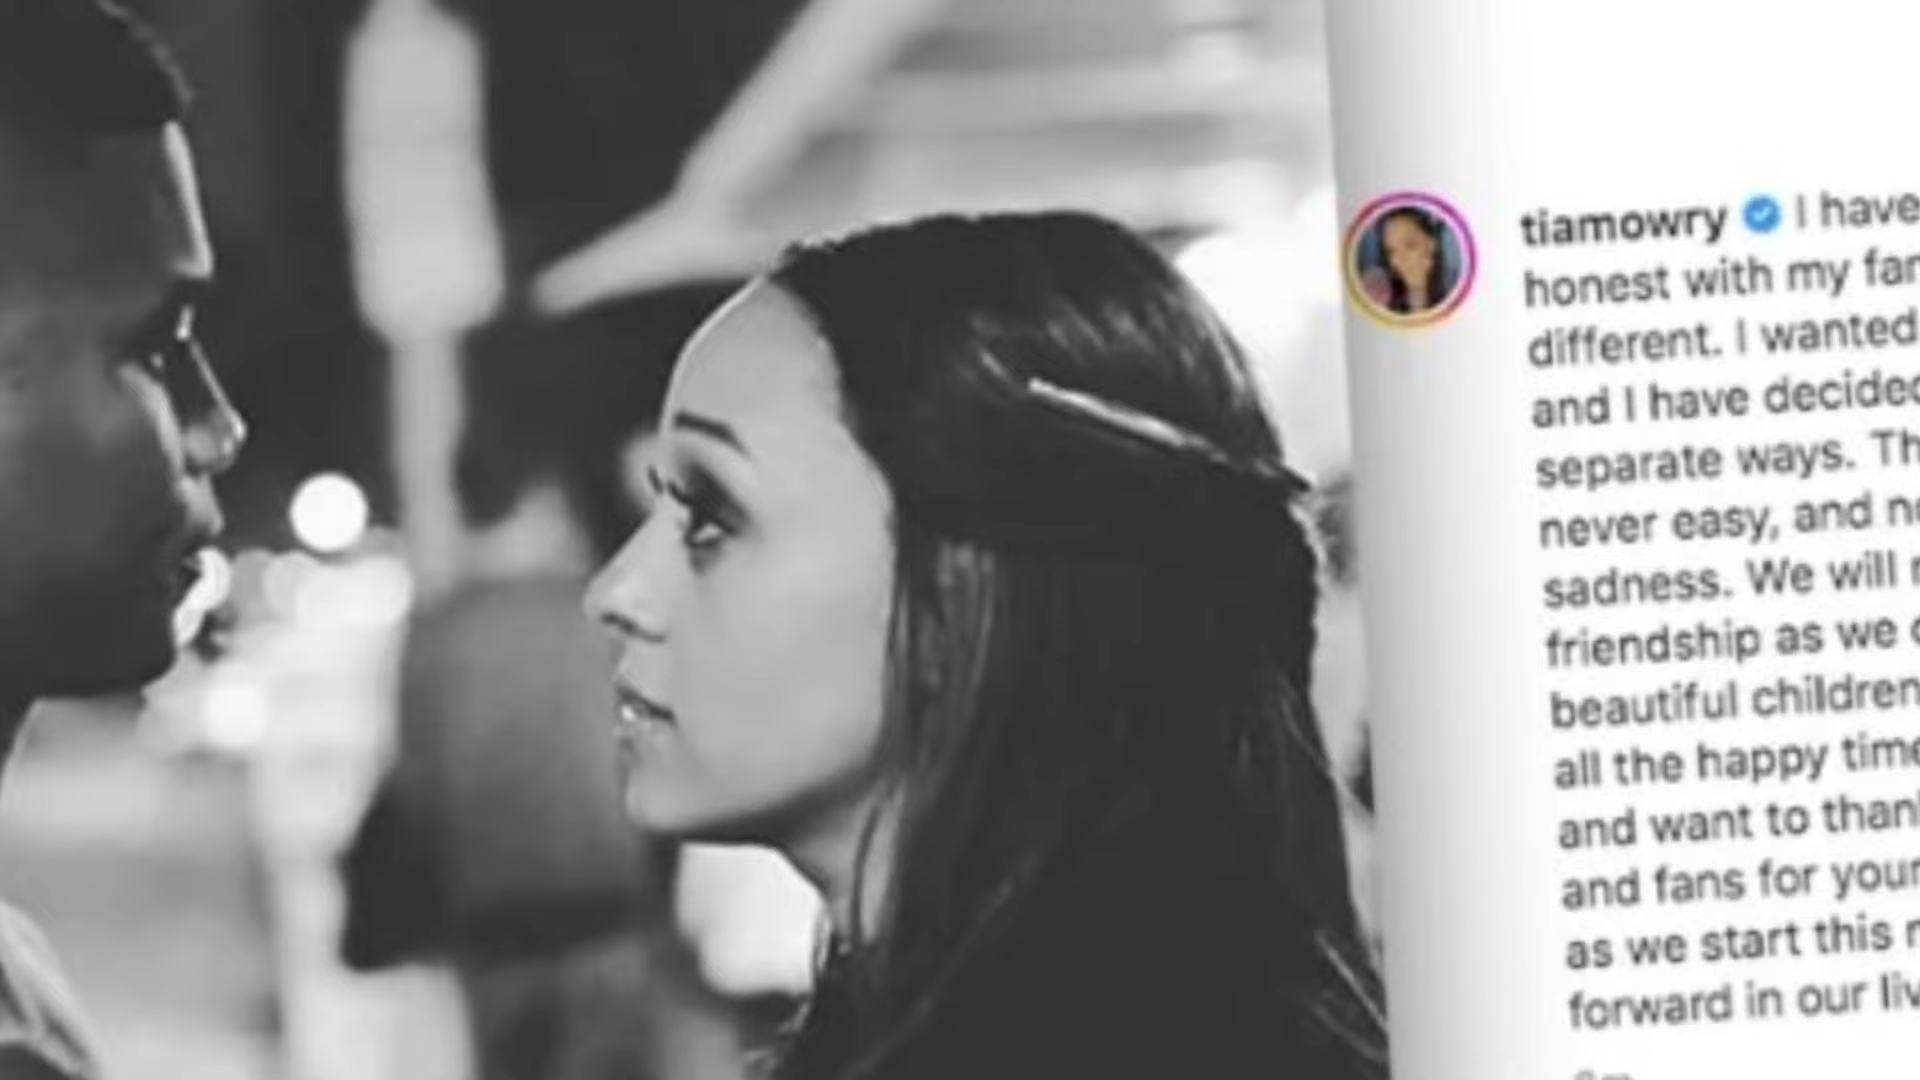 tiamowry I have
honest with my fan
different. I wanted
and I have decided
separate ways. Th
never easy, and no
sadness. We will
friendship as we
beautiful children
all the happy time
and want to thank
and fans for your
as we start this
forward in our liv